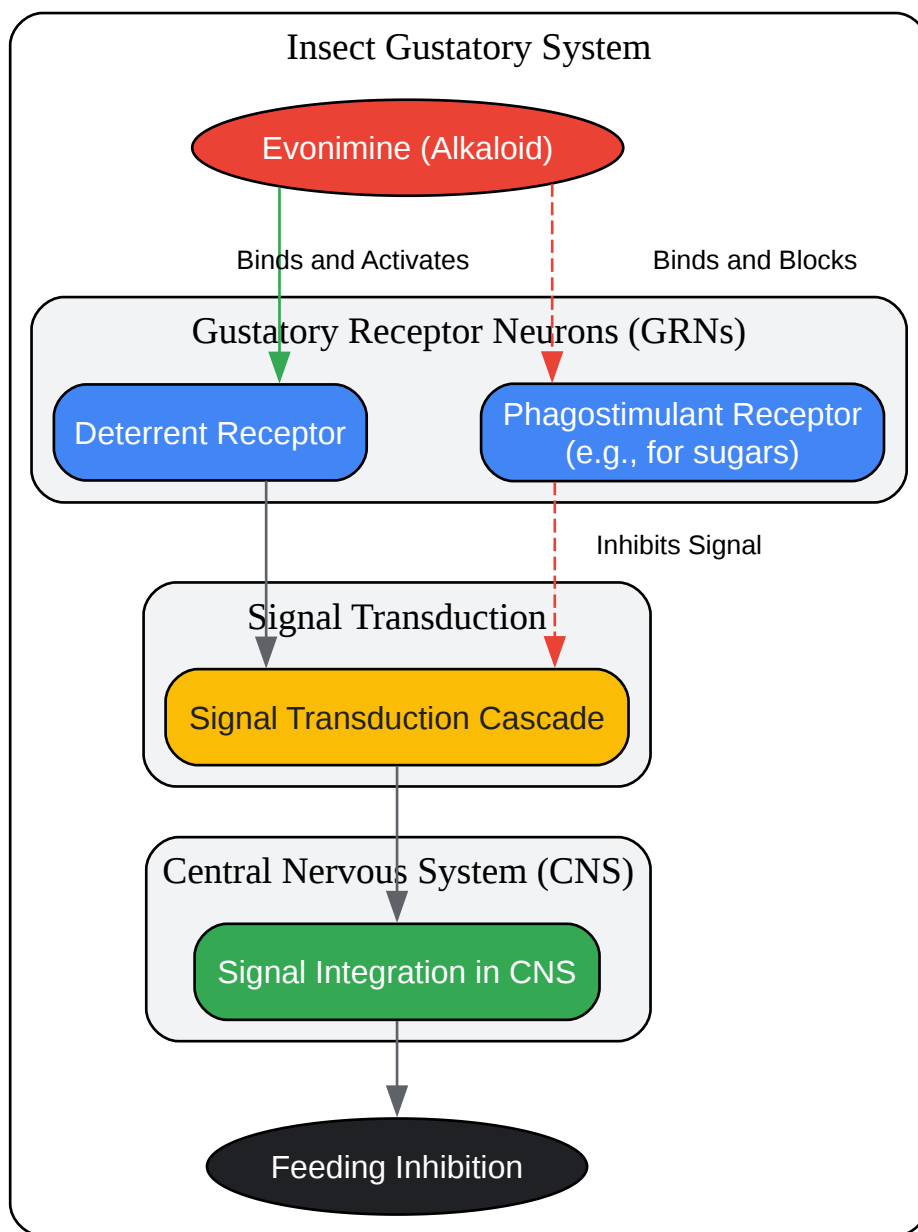 Insect Gustatory System
Evonimine (Alkaloid)
Binds and Activates
Binds and Blocks
Gustatory Receptor Neurons (GRNs)
Deterrent Receptor
Phagostimulant Receptor
(e.g., for sugars)
Inhibits Signal
Signal Transduction
Signal Transduction Cascade
Central Nervous System (CNS)
Signal Integration in CNS
Feeding Inhibition